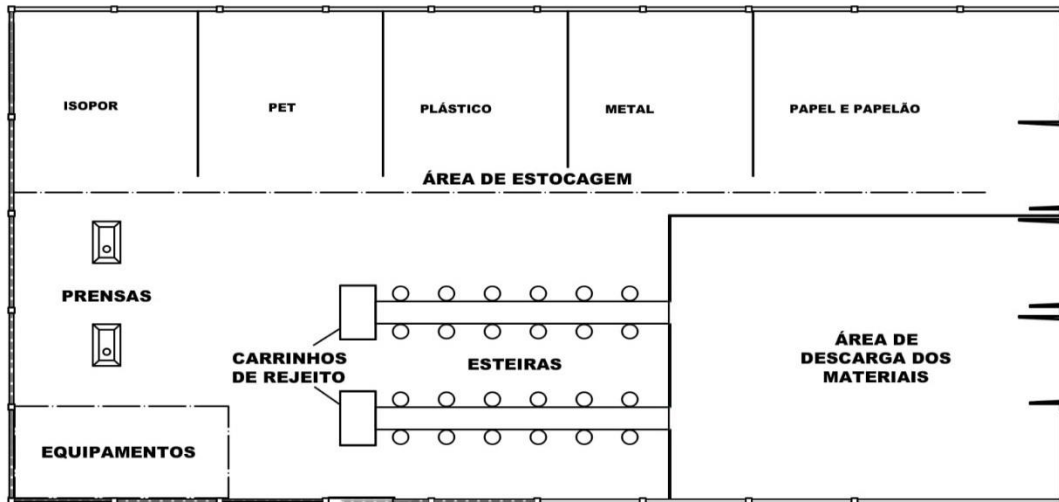 ISOPOR
PET
PLÁSTICO
METAL
PAPEL E PAPELÃO
ÁREA DE ESTOCAGEM
PRENSAS
CARRINHOS
DE REJEITO
ESTEIRAS
ÁREA DE
DESCARGA DOS
MATERIAIS
EQUIPAMENTOS